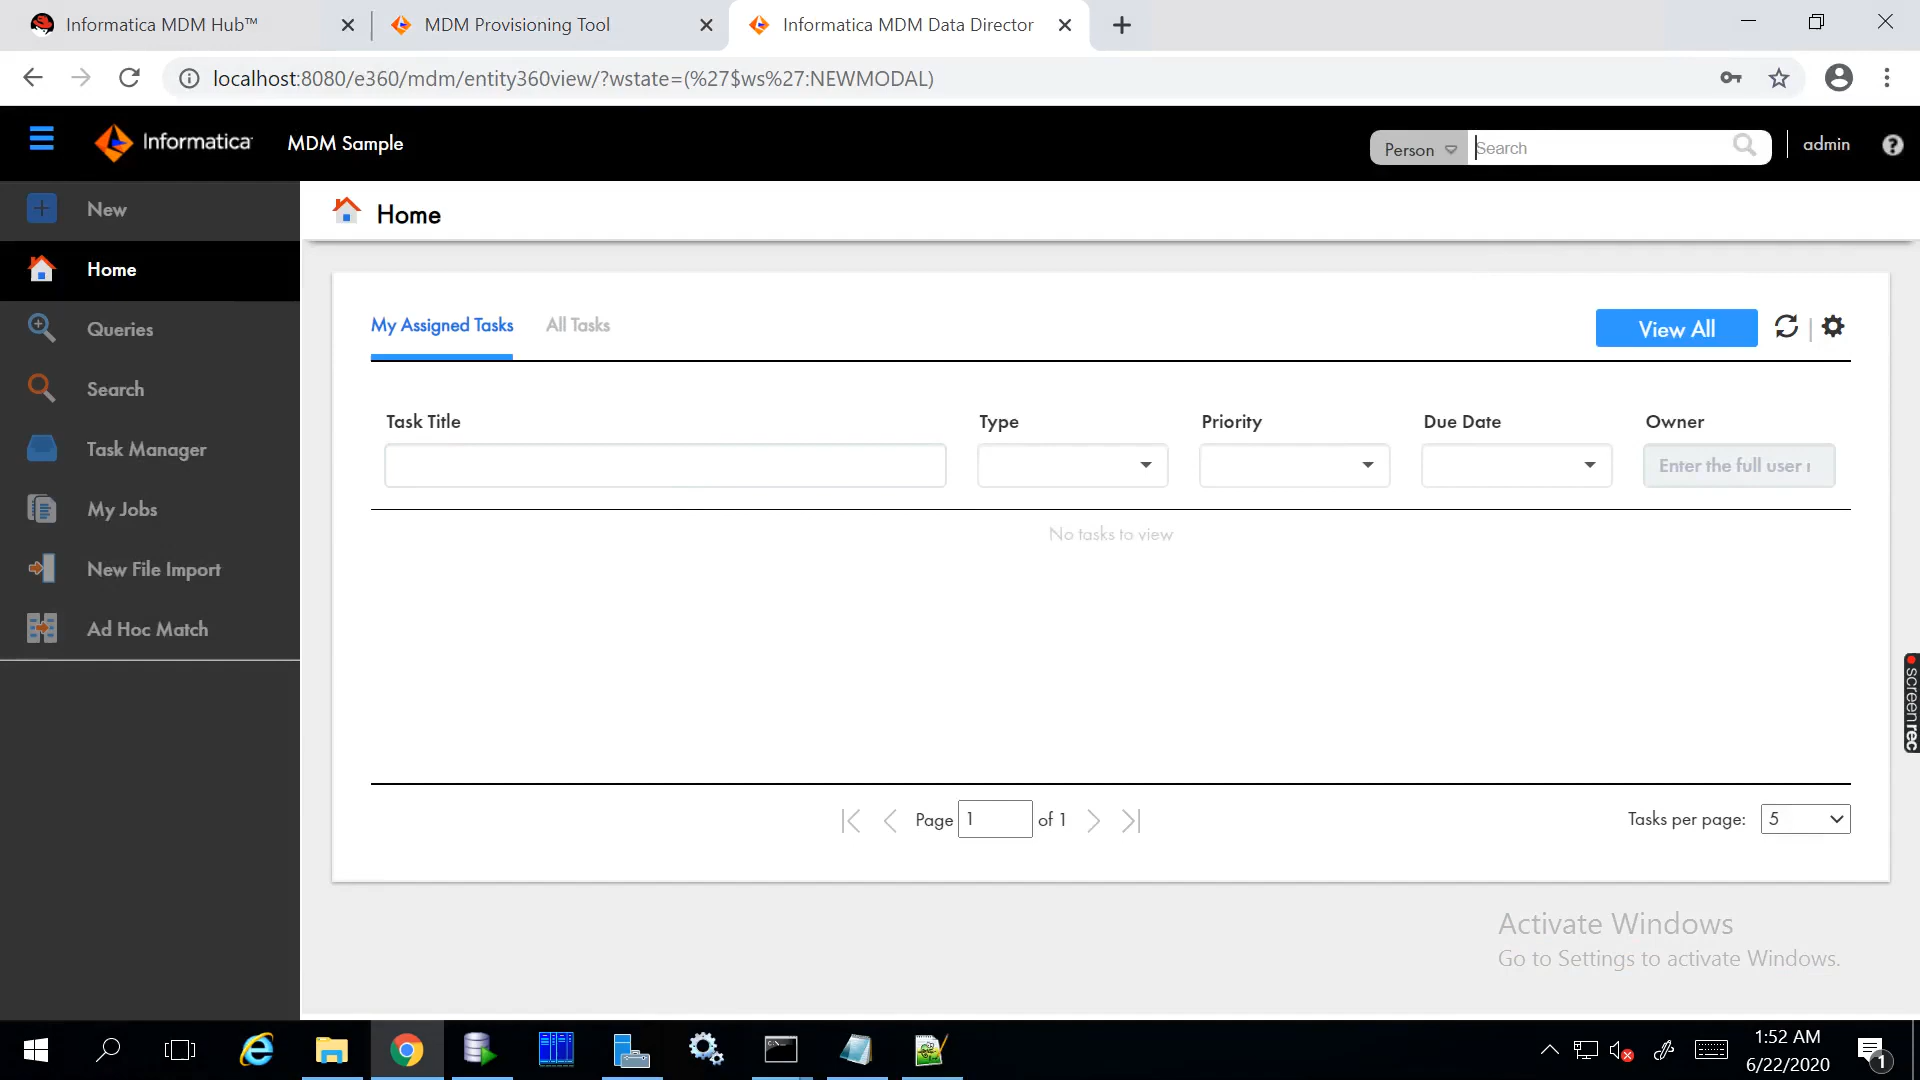 Informatica MDM Hub™
MDM Provisioning Tool
Informatica MDM Data Director
localhost:8080/e360/mdm/entity360view/?wstate=(%27$ws%27:NEWMODAL)
Informatica
MDM Sample
Person
Search
admin
New
Home
Queries
Search
Task Manager
My Jobs
New File Import
Ad Hoc Match
Home
My Assigned Tasks
All Tasks
View All
Task Title
Type
Priority
Due Date
Owner
Enter the full user
No tasks to view
Page 1 of 1
Tasks per page: 5
Activate Windows
Go to Settings to activate Windows.
screenrec
1:52 AM
6/22/2020
1